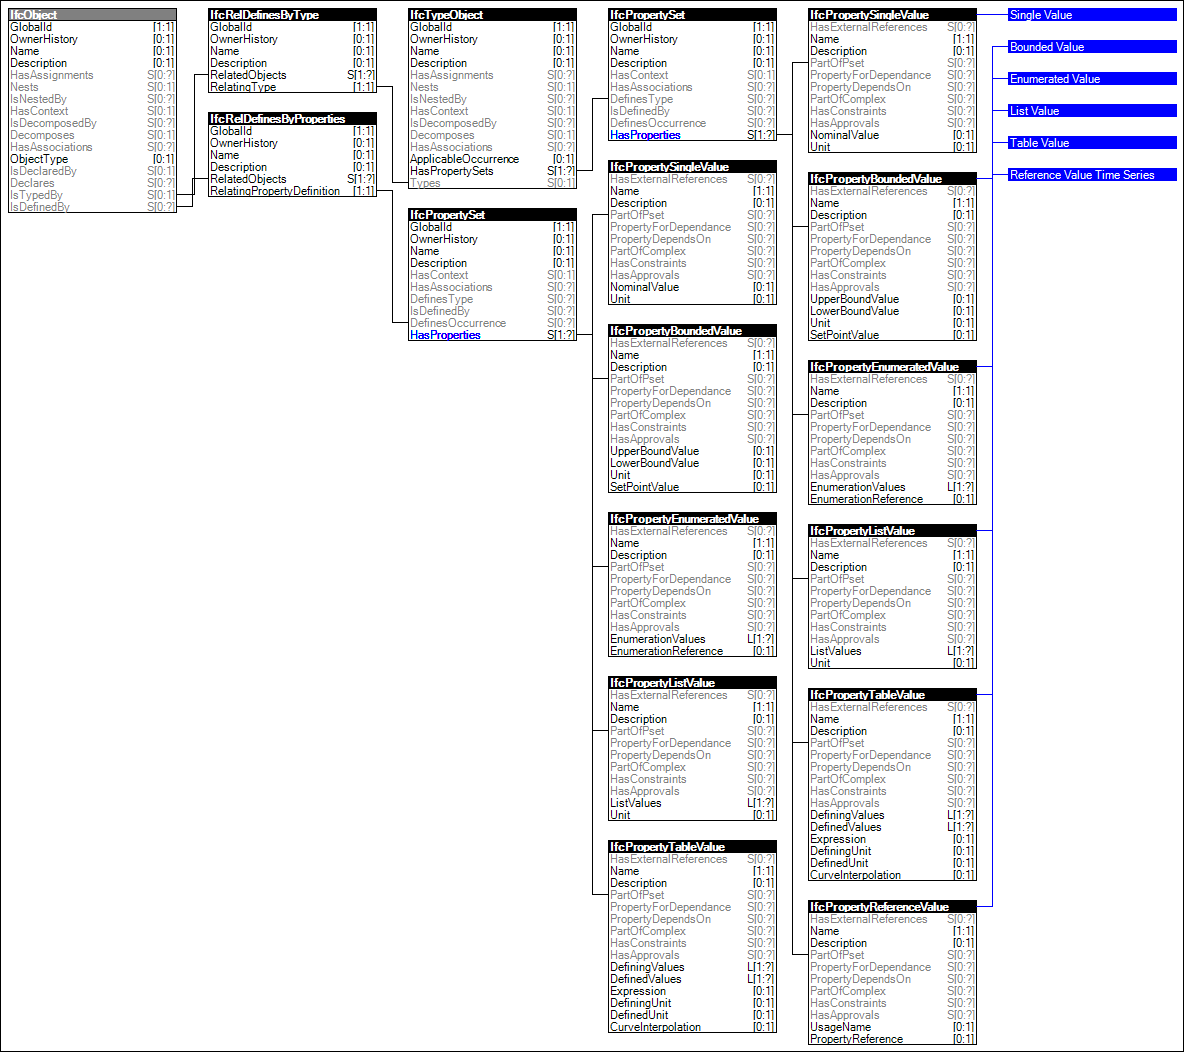 IfcObject
GlobalId [1:1]
OwnerHistory [0:1]
Name [0:1]
Description [0:1]
HasAssignments S[0:?]
Nests S[0:1]
IsNestedBy S[0:?]
HasContext S[0:1]
IsDecomposedBy S[0:?]
Decomposes S[0:1]
HasAssociations S[0:?]
ObjectType [0:1]
IsDeclaredBy S[0:1]
Declares S[0:?]
IsTypedBy S[0:1]
IsDefinedBy S[0:?]
IfcRelDefinesByType
GlobalId [1:1]
OwnerHistory [0:1]
Name [0:1]
Description [0:1]
RelatedObjects S[1:?]
RelatingType [1:1]
IfcRelDefinesByProperties
GlobalId [1:1]
OwnerHistory [0:1]
Name [0:1]
Description [0:1]
RelatedObjects S[1:?]
RelatingPropertyDefinition [1:1]
IfcTypeObject
GlobalId [1:1]
OwnerHistory [0:1]
Name [0:1]
Description [0:1]
HasAssignments S[0:?]
Nests S[0:1]
IsNestedBy S[0:?]
HasContext S[0:1]
IsDecomposedBy S[0:?]
Decomposes S[0:1]
HasAssociations S[0:?]
ApplicableOccurrence [0:1]
HasPropertySets S[1:?]
Types S[0:1]
IfcPropertySet
GlobalId [1:1]
OwnerHistory [0:1]
Name [0:1]
Description [0:1]
HasContext S[0:1]
HasAssociations S[0:?]
DefinesType S[0:?]
IsDefinedBy S[0:?]
DefinesOccurrence S[0:?]
HasProperties S[1:?]
IfcPropertySet
GlobalId [1:1]
OwnerHistory [0:1]
Name [0:1]
Description [0:1]
HasContext S[0:1]
HasAssociations S[0:?]
DefinesType S[0:?]
IsDefinedBy S[0:?]
DefinesOccurrence S[0:?]
HasProperties S[1:?]
IfcPropertySingleValue
HasExternalReferences S[0:?]
Name [1:1]
Description [0:1]
PartOfPset S[0:?]
PropertyForDependance S[0:?]
PropertyDependsOn S[0:?]
PartOfComplex S[0:?]
HasConstraints S[0:?]
HasApprovals S[0:?]
NominalValue [0:1]
Unit [0:1]
IfcPropertyBoundedValue
HasExternalReferences S[0:?]
Name [1:1]
Description [0:1]
PartOfPset S[0:?]
PropertyForDependance S[0:?]
PropertyDependsOn S[0:?]
PartOfComplex S[0:?]
HasConstraints S[0:?]
HasApprovals S[0:?]
UpperBoundValue [0:1]
LowerBoundValue [0:1]
Unit [0:1]
SetPointValue [0:1]
IfcPropertyEnumeratedValue
HasExternalReferences S[0:?]
Name [1:1]
Description [0:1]
PartOfPset S[0:?]
PropertyForDependance S[0:?]
PropertyDependsOn S[0:?]
PartOfComplex S[0:?]
HasConstraints S[0:?]
HasApprovals S[0:?]
EnumerationValues L[1:?]
EnumerationReference [0:1]
IfcPropertyListValue
HasExternalReferences S[0:?]
Name [1:1]
Description [0:1]
PartOfPset S[0:?]
PropertyForDependance S[0:?]
PropertyDependsOn S[0:?]
PartOfComplex S[0:?]
HasConstraints S[0:?]
HasApprovals S[0:?]
ListValues L[1:?]
Unit [0:1]
IfcPropertyTableValue
HasExternalReferences S[0:?]
Name [1:1]
Description [0:1]
PartOfPset S[0:?]
PropertyForDependance S[0:?]
PropertyDependsOn S[0:?]
PartOfComplex S[0:?]
HasConstraints S[0:?]
HasApprovals S[0:?]
DefiningValues L[1:?]
DefinedValues L[1:?]
Expression [0:1]
DefiningUnit [0:1]
DefinedUnit [0:1]
CurveInterpolation [0:1]
IfcPropertySingleValue
HasExternalReferences S[0:?]
Name [1:1]
Description [0:1]
PartOfPset S[0:?]
PropertyForDependance S[0:?]
PropertyDependsOn S[0:?]
PartOfComplex S[0:?]
HasConstraints S[0:?]
HasApprovals S[0:?]
NominalValue [0:1]
Unit [0:1]
IfcPropertyBoundedValue
HasExternalReferences S[0:?]
Name [1:1]
Description [0:1]
PartOfPset S[0:?]
PropertyForDependance S[0:?]
PropertyDependsOn S[0:?]
PartOfComplex S[0:?]
HasConstraints S[0:?]
HasApprovals S[0:?]
UpperBoundValue [0:1]
LowerBoundValue [0:1]
Unit [0:1]
SetPointValue [0:1]
IfcPropertyEnumeratedValue
HasExternalReferences S[0:?]
Name [1:1]
Description [0:1]
PartOfPset S[0:?]
PropertyForDependance S[0:?]
PropertyDependsOn S[0:?]
PartOfComplex S[0:?]
HasConstraints S[0:?]
HasApprovals S[0:?]
EnumerationValues L[1:?]
EnumerationReference [0:1]
IfcPropertyListValue
HasExternalReferences S[0:?]
Name [1:1]
Description [0:1]
PartOfPset S[0:?]
PropertyForDependance S[0:?]
PropertyDependsOn S[0:?]
PartOfComplex S[0:?]
HasConstraints S[0:?]
HasApprovals S[0:?]
ListValues L[1:?]
Unit [0:1]
IfcPropertyTableValue
HasExternalReferences S[0:?]
Name [1:1]
Description [0:1]
PartOfPset S[0:?]
PropertyForDependance S[0:?]
PropertyDependsOn S[0:?]
PartOfComplex S[0:?]
HasConstraints S[0:?]
HasApprovals S[0:?]
DefiningValues L[1:?]
DefinedValues L[1:?]
Expression [0:1]
DefiningUnit [0:1]
DefinedUnit [0:1]
CurveInterpolation [0:1]
IfcPropertyReferenceValue
HasExternalReferences S[0:?]
Name [1:1]
Description [0:1]
PartOfPset S[0:?]
PropertyForDependance S[0:?]
PropertyDependsOn S[0:?]
PartOfComplex S[0:?]
HasConstraints S[0:?]
HasApprovals S[0:?]
UsageName [0:1]
PropertyReference [0:1]
Single Value
Bounded Value
Enumerated Value
List Value
Table Value
Reference Value Time Series